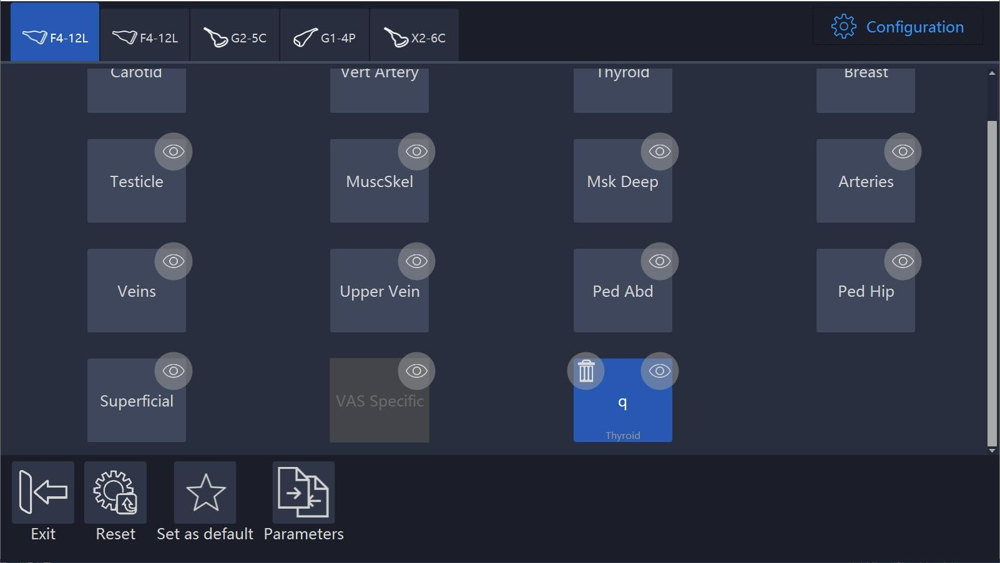 F4-12L
F4-12L
G2-5C
G1-4P
X2-6C
Configuration
Carotid
Vert Artery
Thyroid
Breast
Testicle
MuscSkel
Msk Deep
Arteries
Veins
Upper Vein
Ped Abd
Ped Hip
Superficial
VAS Specific
q
Thyroid
Exit
Reset
Set as default
Parameters